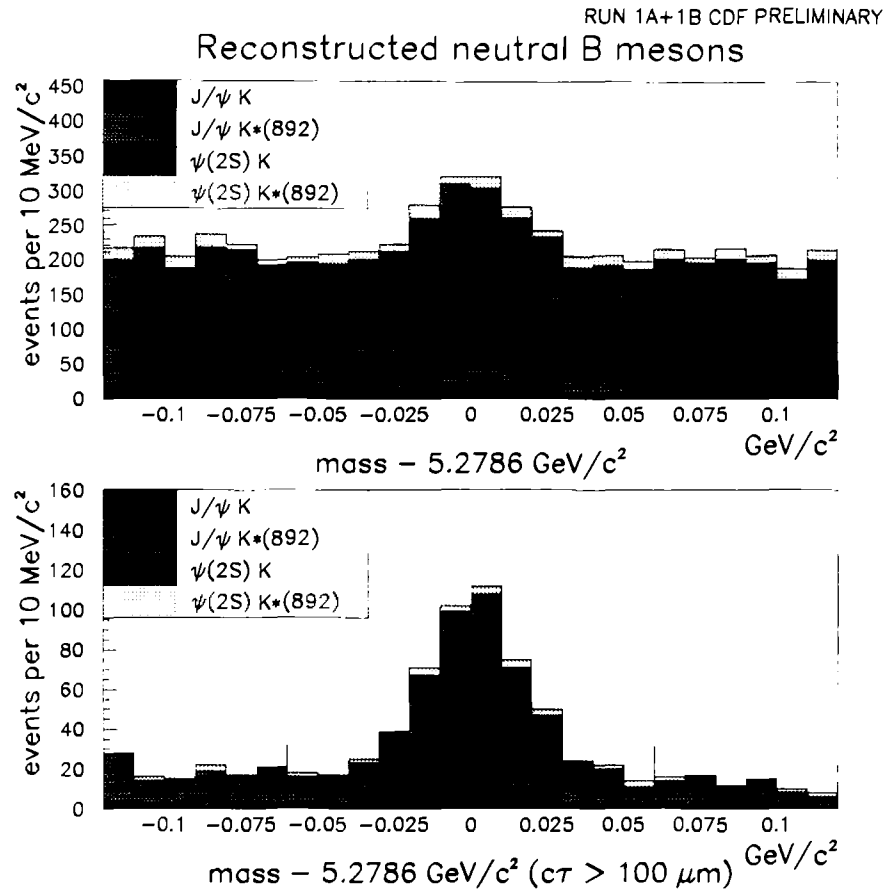 RUN 1A+1B CDF PRELIMINARY
Reconstructed neutral B mesons
events per 10 MeV/c²
450
400
350
300
250
200
150
100
50
0
J/ψ K
J/ψ K*(892)
ψ(2S) K
ψ(2S) K*(892)
-0.1 -0.075 -0.05 -0.025 0 0.025 0.05 0.075 0.1
GeV/c²
mass - 5.2786 GeV/c²
events per 10 MeV/c²
160
140
120
100
80
60
40
20
0
J/ψ K
J/ψ K*(892)
ψ(2S) K
ψ(2S) K*(892)
-0.1 -0.075 -0.05 -0.025 0 0.025 0.05 0.075 0.1
GeV/c²
mass - 5.2786 GeV/c² (cτ > 100 μm)